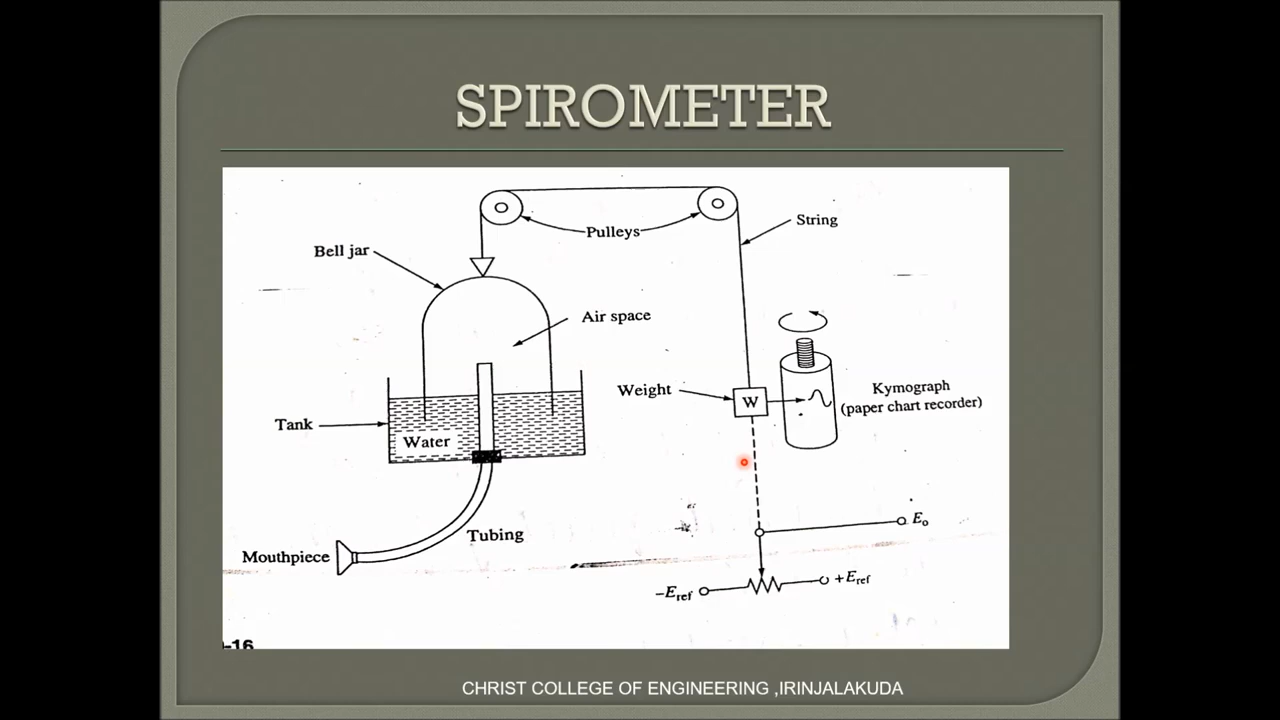 SPIROMETER
Pulleys
String
Bell jar
Air space
Weight
W
Kymograph
(paper chart recorder)
Tank
Water
Tubing
Mouthpiece
Eo
−Eref
+Eref
-16
CHRIST COLLEGE OF ENGINEERING ,IRINJALAKUDA